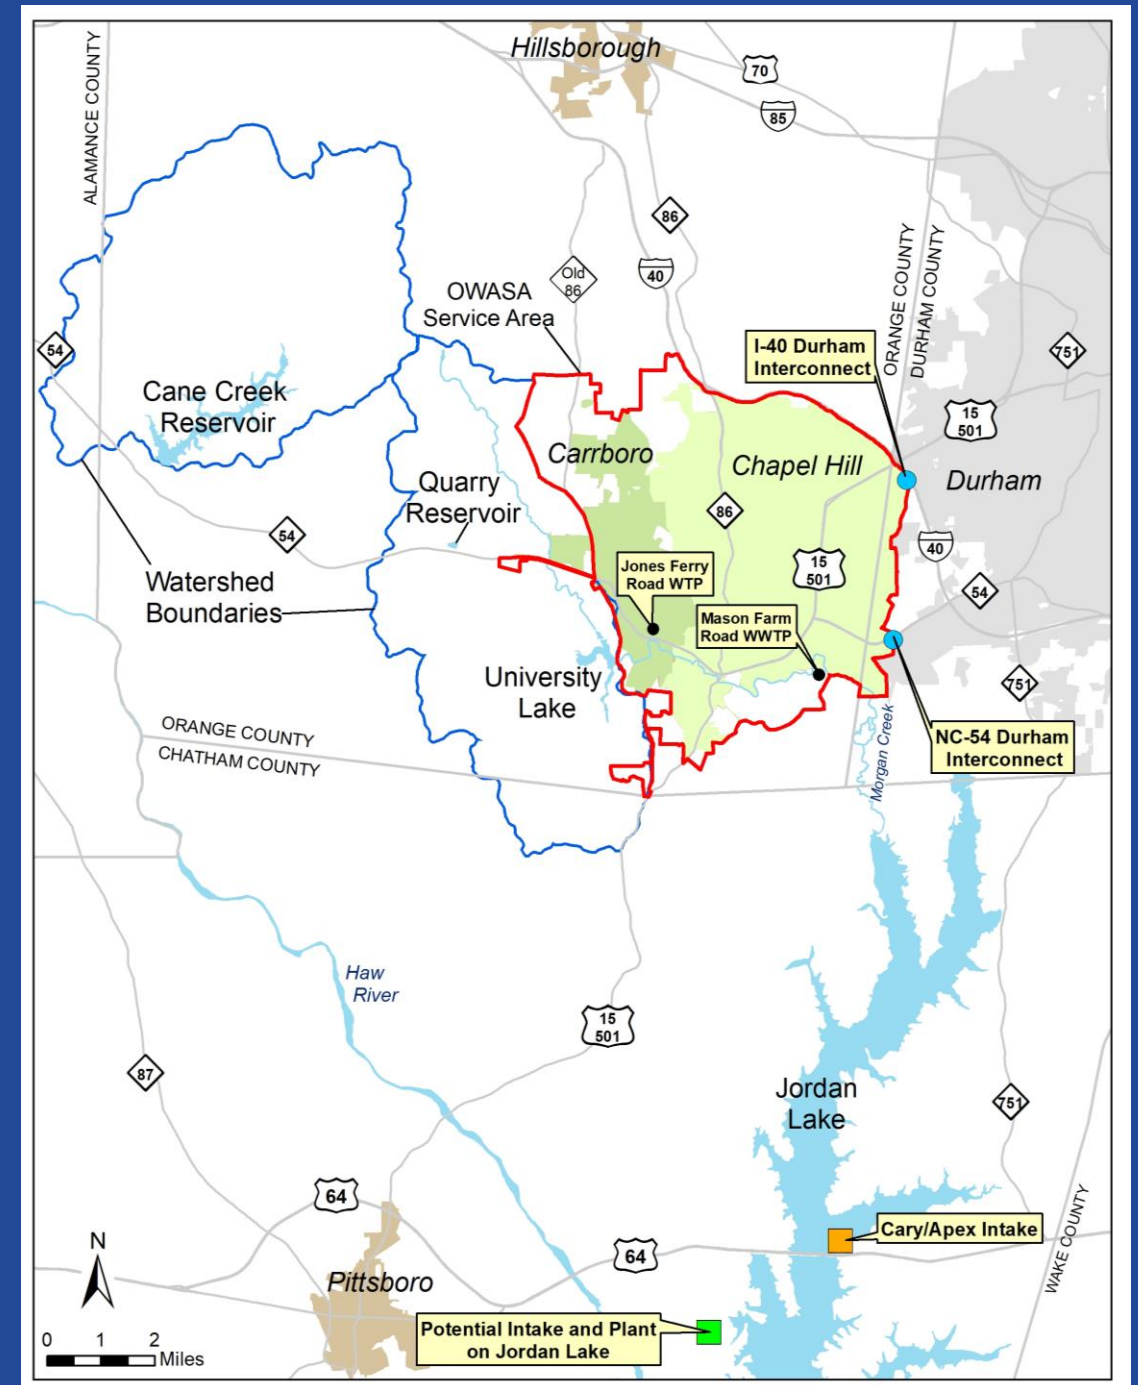 Hillsborough
70
85
ALAMANCE COUNTY
86
40
Old
86
OWASA
Service Area
ORANGE COUNTY
DURHAM COUNTY
54
I-40 Durham
Interconnect
751
Cane Creek
Reservoir
15
501
Carrboro
Chapel Hill
Durham
Quarry
Reservoir
86
54
40
Jones Ferry
Road WTP
15
501
Watershed
Boundaries
54
Mason Farm
Road WWTP
University
Lake
751
ORANGE COUNTY
CHATHAM COUNTY
Morgan Creek
NC-54 Durham
Interconnect
Haw
River
15
501
87
Jordan
Lake
751
64
Cary/Apex Intake
WAKE COUNTY
N
64
Pittsboro
Potential Intake and Plant
on Jordan Lake
0 1 2
Miles